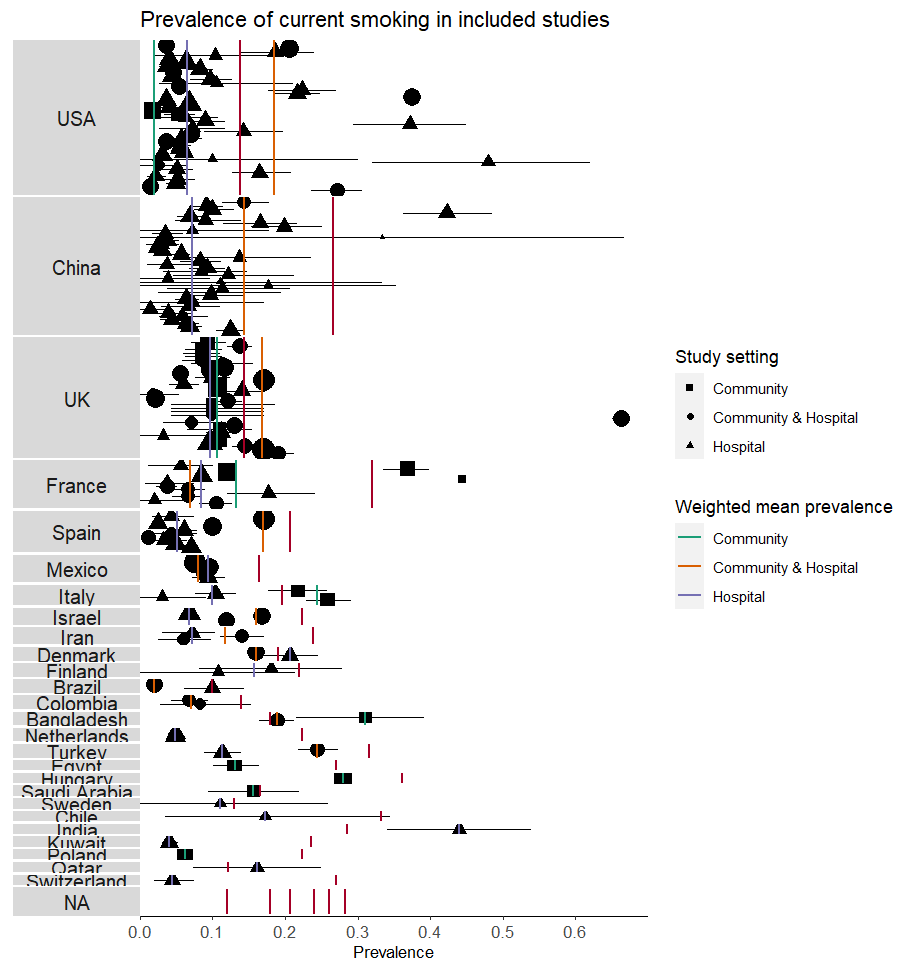 Prevalence of current smoking in included studies
USA
China
UK
France
Spain
Mexico
Italy
Israel
Iran
Denmark
Finland
Brazil
Colombia
Bangladesh
Netherlands
Turkey
Egypt
Hungary
Saudi Arabia
Sweden
Chile
India
Kuwait
Poland
Qatar
Switzerland
NA
0.0 0.1 0.2 0.3 0.4 0.5 0.6
Prevalence
Study setting
Community
Community & Hospital
Hospital
Weighted mean prevalence
Community
Community & Hospital
Hospital